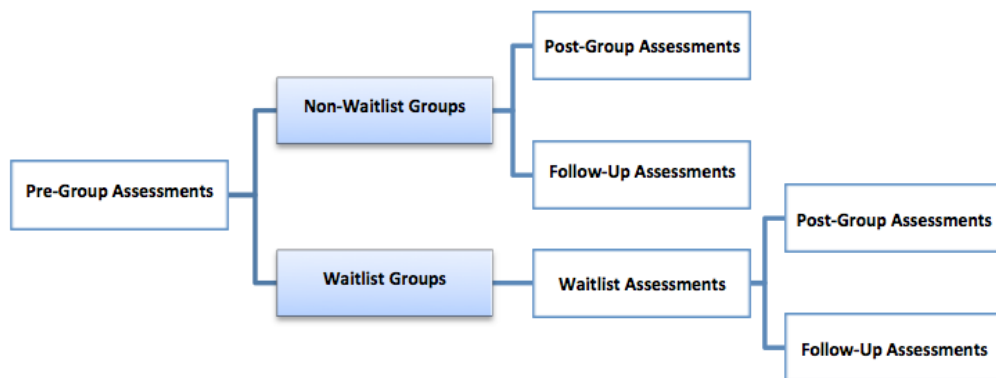 Post-Group Assessments
Non-Waitlist Groups
Follow-Up Assessments
Pre-Group Assessments
Post-Group Assessments
Waitlist Groups
Waitlist Assessments
Follow-Up Assessments